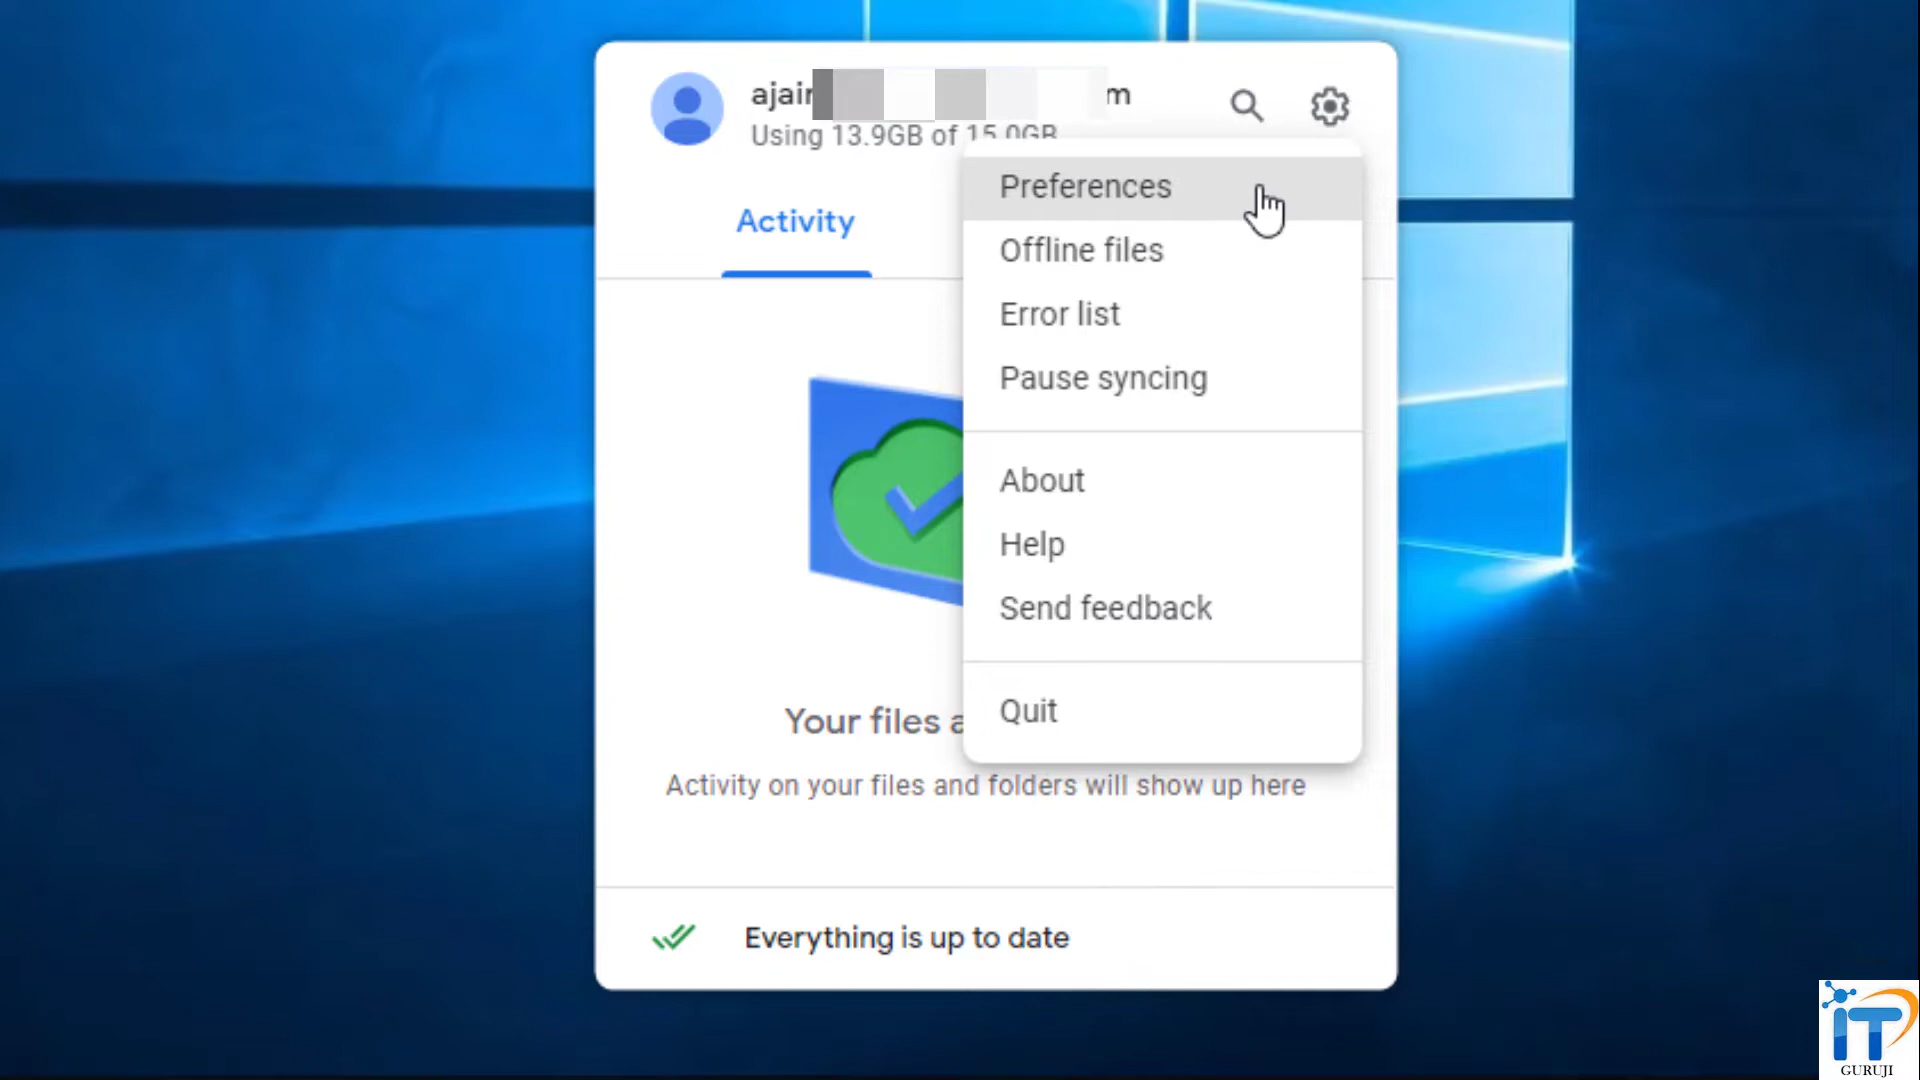 ajair
m
Using 13.9GB of 15.0GB
Preferences
Activity
Offline files
Error list
Pause syncing
About
Help
Send feedback
Your files a
Quit
Activity on your files and folders will show up here
Everything is up to date
iT
GURUJI